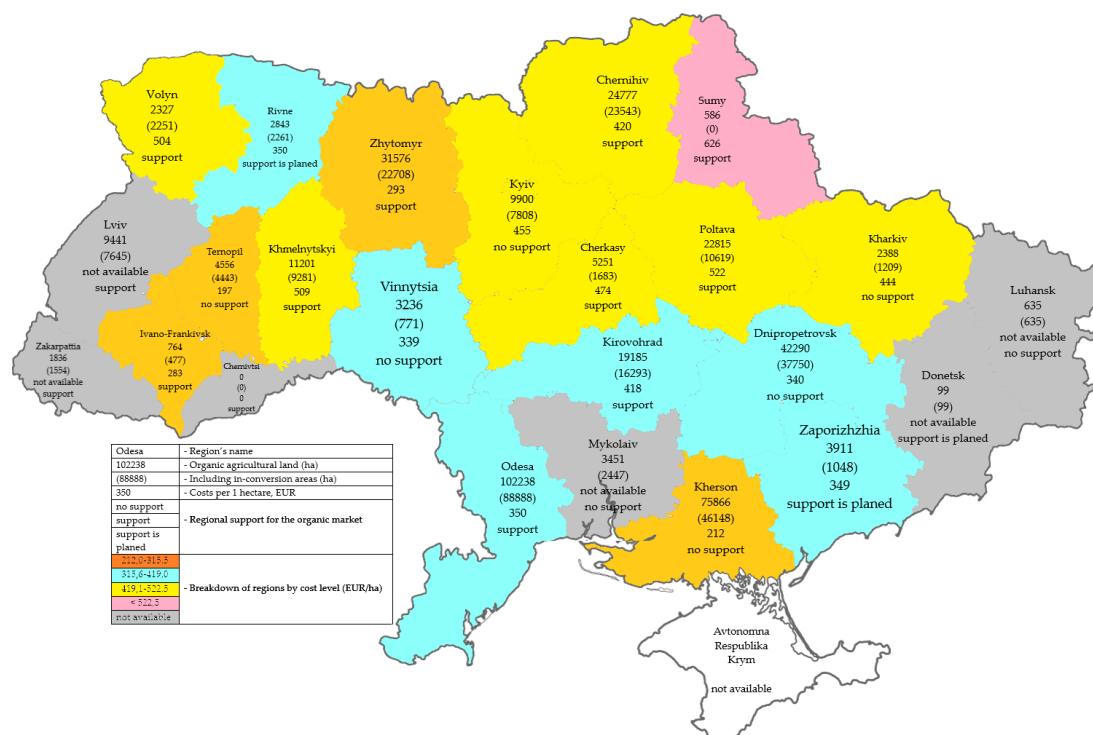 Volyn
2327
(2251)
504
support
Rivne
2843
(2261)
350
support is planed
Zhytomyr
31576
(22708)
293
support
Kyiv
9900
(7808)
455
no support
Chernihiv
24777
(23543)
420
support
Sumy
586
(0)
626
support
Lviv
9441
(7645)
not available
support
Ternopil
4556
(4443)
197
no support
Khmelnytskyi
11201
(9281)
509
support
Vinnytsia
3236
(771)
339
no support
Cherkasy
5251
(1683)
474
support
Poltava
22815
(10619)
522
support
Kharkiv
2388
(1209)
444
no support
Luhansk
635
(635)
not available
no support
Zakarpattia
1836
(1554)
not available
support
Ivano-Frankivsk
764
(477)
283
support
Chernivtsi
0
(0)
0
support
Kirovohrad
19185
(16293)
418
support
Dnipropetrovsk
42290
(37750)
340
no support
Donetsk
99
(99)
not available
support is planed
Zaporizhzhia
3911
(1048)
349
support is planed
Odesa
102238
(88888)
350
support
Mykolaiv
3451
(2447)
not available
no support
Kherson
75866
(46148)
212
no support
Avtonomna
Respublika
Krym
not available
Odesa - Region's name
102238 - Organic agricultural land (ha)
(88888) - Including in-conversion areas (ha)
350 - Costs per 1 hectare, EUR
no support
support - Regional support for the organic market
support is
planed
212,0-315,5
315,6-419,0
419,1-522,5 - Breakdown of regions by cost level (EUR/ha)
< 522,5
not available